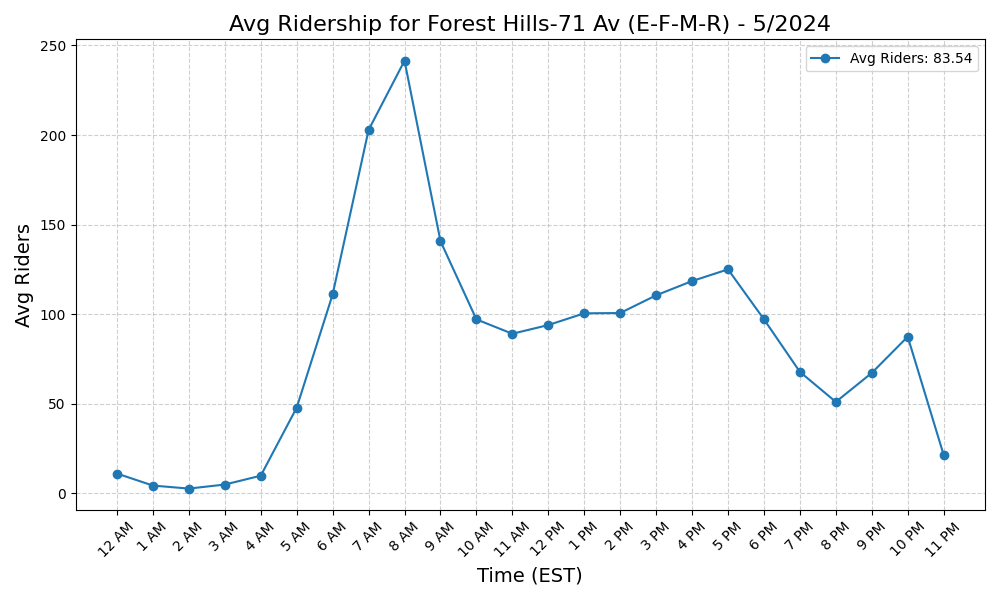 Avg Ridership for Forest Hills-71 Av (E-F-M-R) - 5/2024
Avg Riders: 83.54
Avg Riders
250
200
150
100
50
0
12 AM
1 AM
2 AM
3 AM
4 AM
5 AM
6 AM
7 AM
8 AM
9 AM
10 AM
11 AM
12 PM
1 PM
2 PM
3 PM
4 PM
5 PM
6 PM
7 PM
8 PM
9 PM
10 PM
11 PM
Time (EST)